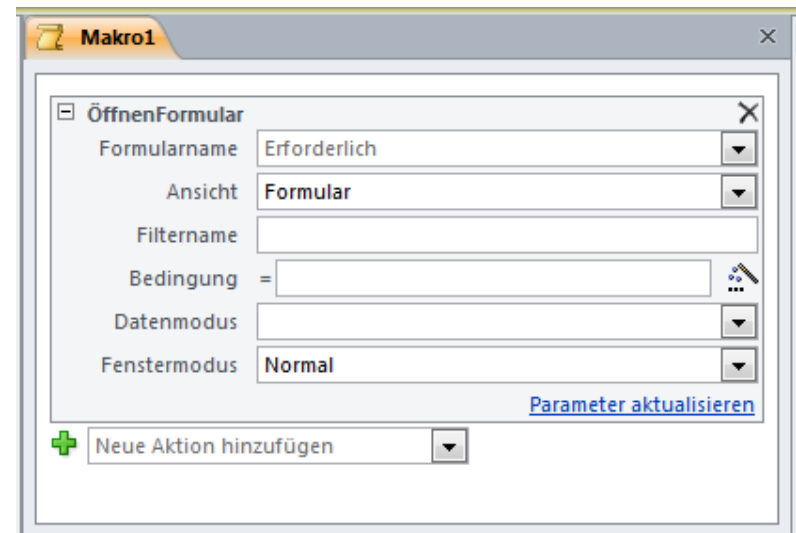 Makro1
ÖffnenFormular
Formularname Erforderlich
Ansicht Formular
Filtername
Bedingung =
Datenmodus
Fenstermodus Normal
Parameter aktualisieren
Neue Aktion hinzufügen